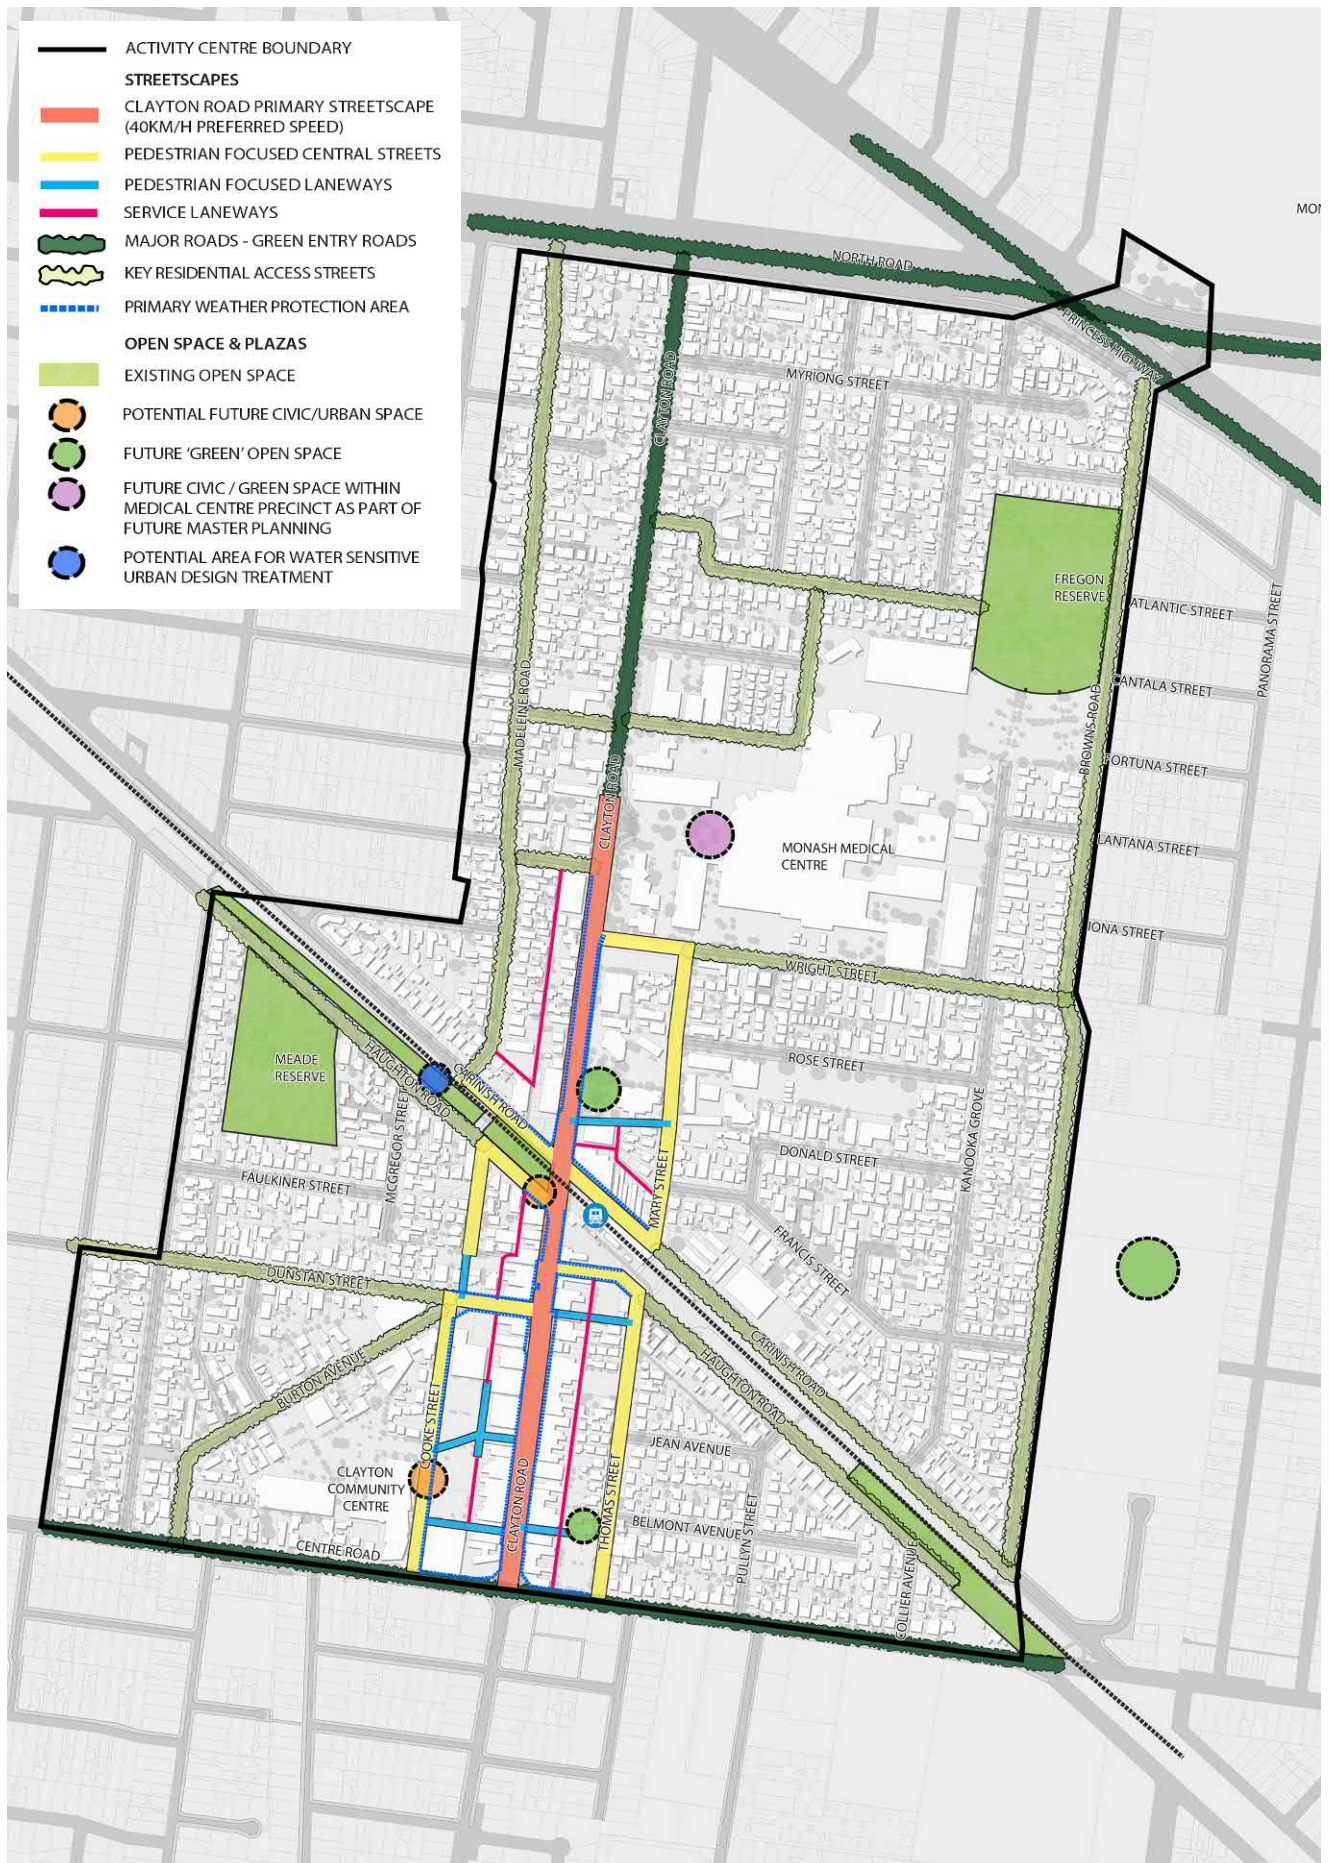 ACTIVITY CENTRE BOUNDARY
STREETSCAPES
CLAYTON ROAD PRIMARY STREETSCAPE
(40KM/H PREFERRED SPEED)
PEDESTRIAN FOCUSED CENTRAL STREETS
PEDESTRIAN FOCUSED LANEWAYS
SERVICE LANEWAYS
MAJOR ROADS - GREEN ENTRY ROADS
KEY RESIDENTIAL ACCESS STREETS
PRIMARY WEATHER PROTECTION AREA
OPEN SPACE & PLAZAS
EXISTING OPEN SPACE
POTENTIAL FUTURE CIVIC/URBAN SPACE
FUTURE ‘GREEN’ OPEN SPACE
FUTURE CIVIC / GREEN SPACE WITHIN
MEDICAL CENTRE PRECINCT AS PART OF
FUTURE MASTER PLANNING
POTENTIAL AREA FOR WATER SENSITIVE
URBAN DESIGN TREATMENT
MON
NORTH ROAD
PRINCESS HIGHWAY
MYRIONG STREET
CLAYTON ROAD
FREGON
RESERVE
ATLANTIC STREET
PANORAMA STREET
CANTALA STREET
MADELEINE ROAD
BROWNS ROAD
FORTUNA STREET
CLAYTON ROAD
MONASH MEDICAL
CENTRE
LANTANA STREET
IONA STREET
WRIGHT STREET
MEADE
RESERVE
HAUGHTON ROAD
CARINISH ROAD
ROSE STREET
KANOOKA GROVE
MCGREGOR STREET
DONALD STREET
FAULKINER STREET
MARY STREET
FRANCIS STREET
DUNSTAN STREET
BURTON AVENUE
CARINISH ROAD
HAUGHTON ROAD
COOKE STREET
JEAN AVENUE
CLAYTON
COMMUNITY
CENTRE
CLAYTON ROAD
THOMAS STREET
BELMONT AVENUE
PULLYN STREET
COLLIER AVENUE
CENTRE ROAD